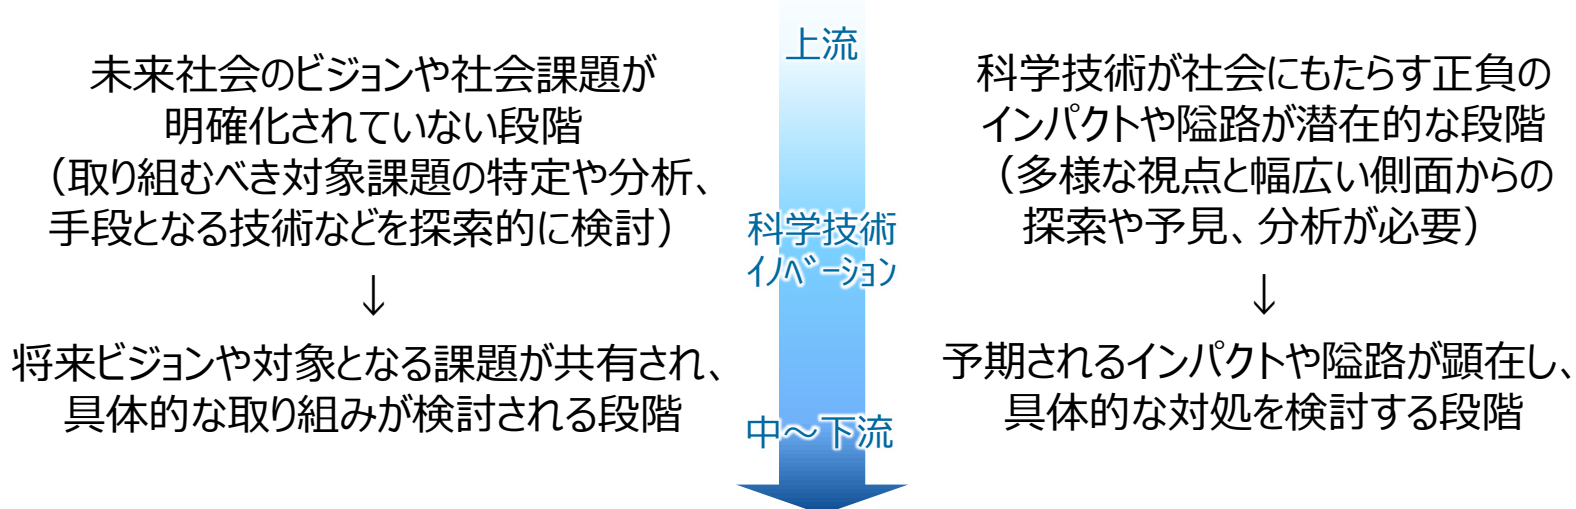 未来社会のビジョンや社会課題が
明確化されていない段階
（取り組むべき対象課題の特定や分析、
手段となる技術などを探索的に検討）
↓
将来ビジョンや対象となる課題が共有され、
具体的な取り組みが検討される段階
上流
科学技術
ｲﾉﾍﾞｰｼｮﾝ
中～下流
科学技術が社会にもたらす正負の
インパクトや隘路が潜在的な段階
（多様な視点と幅広い側面からの
探索や予見、分析が必要）
↓
予期されるインパクトや隘路が顕在し、
具体的な対処を検討する段階